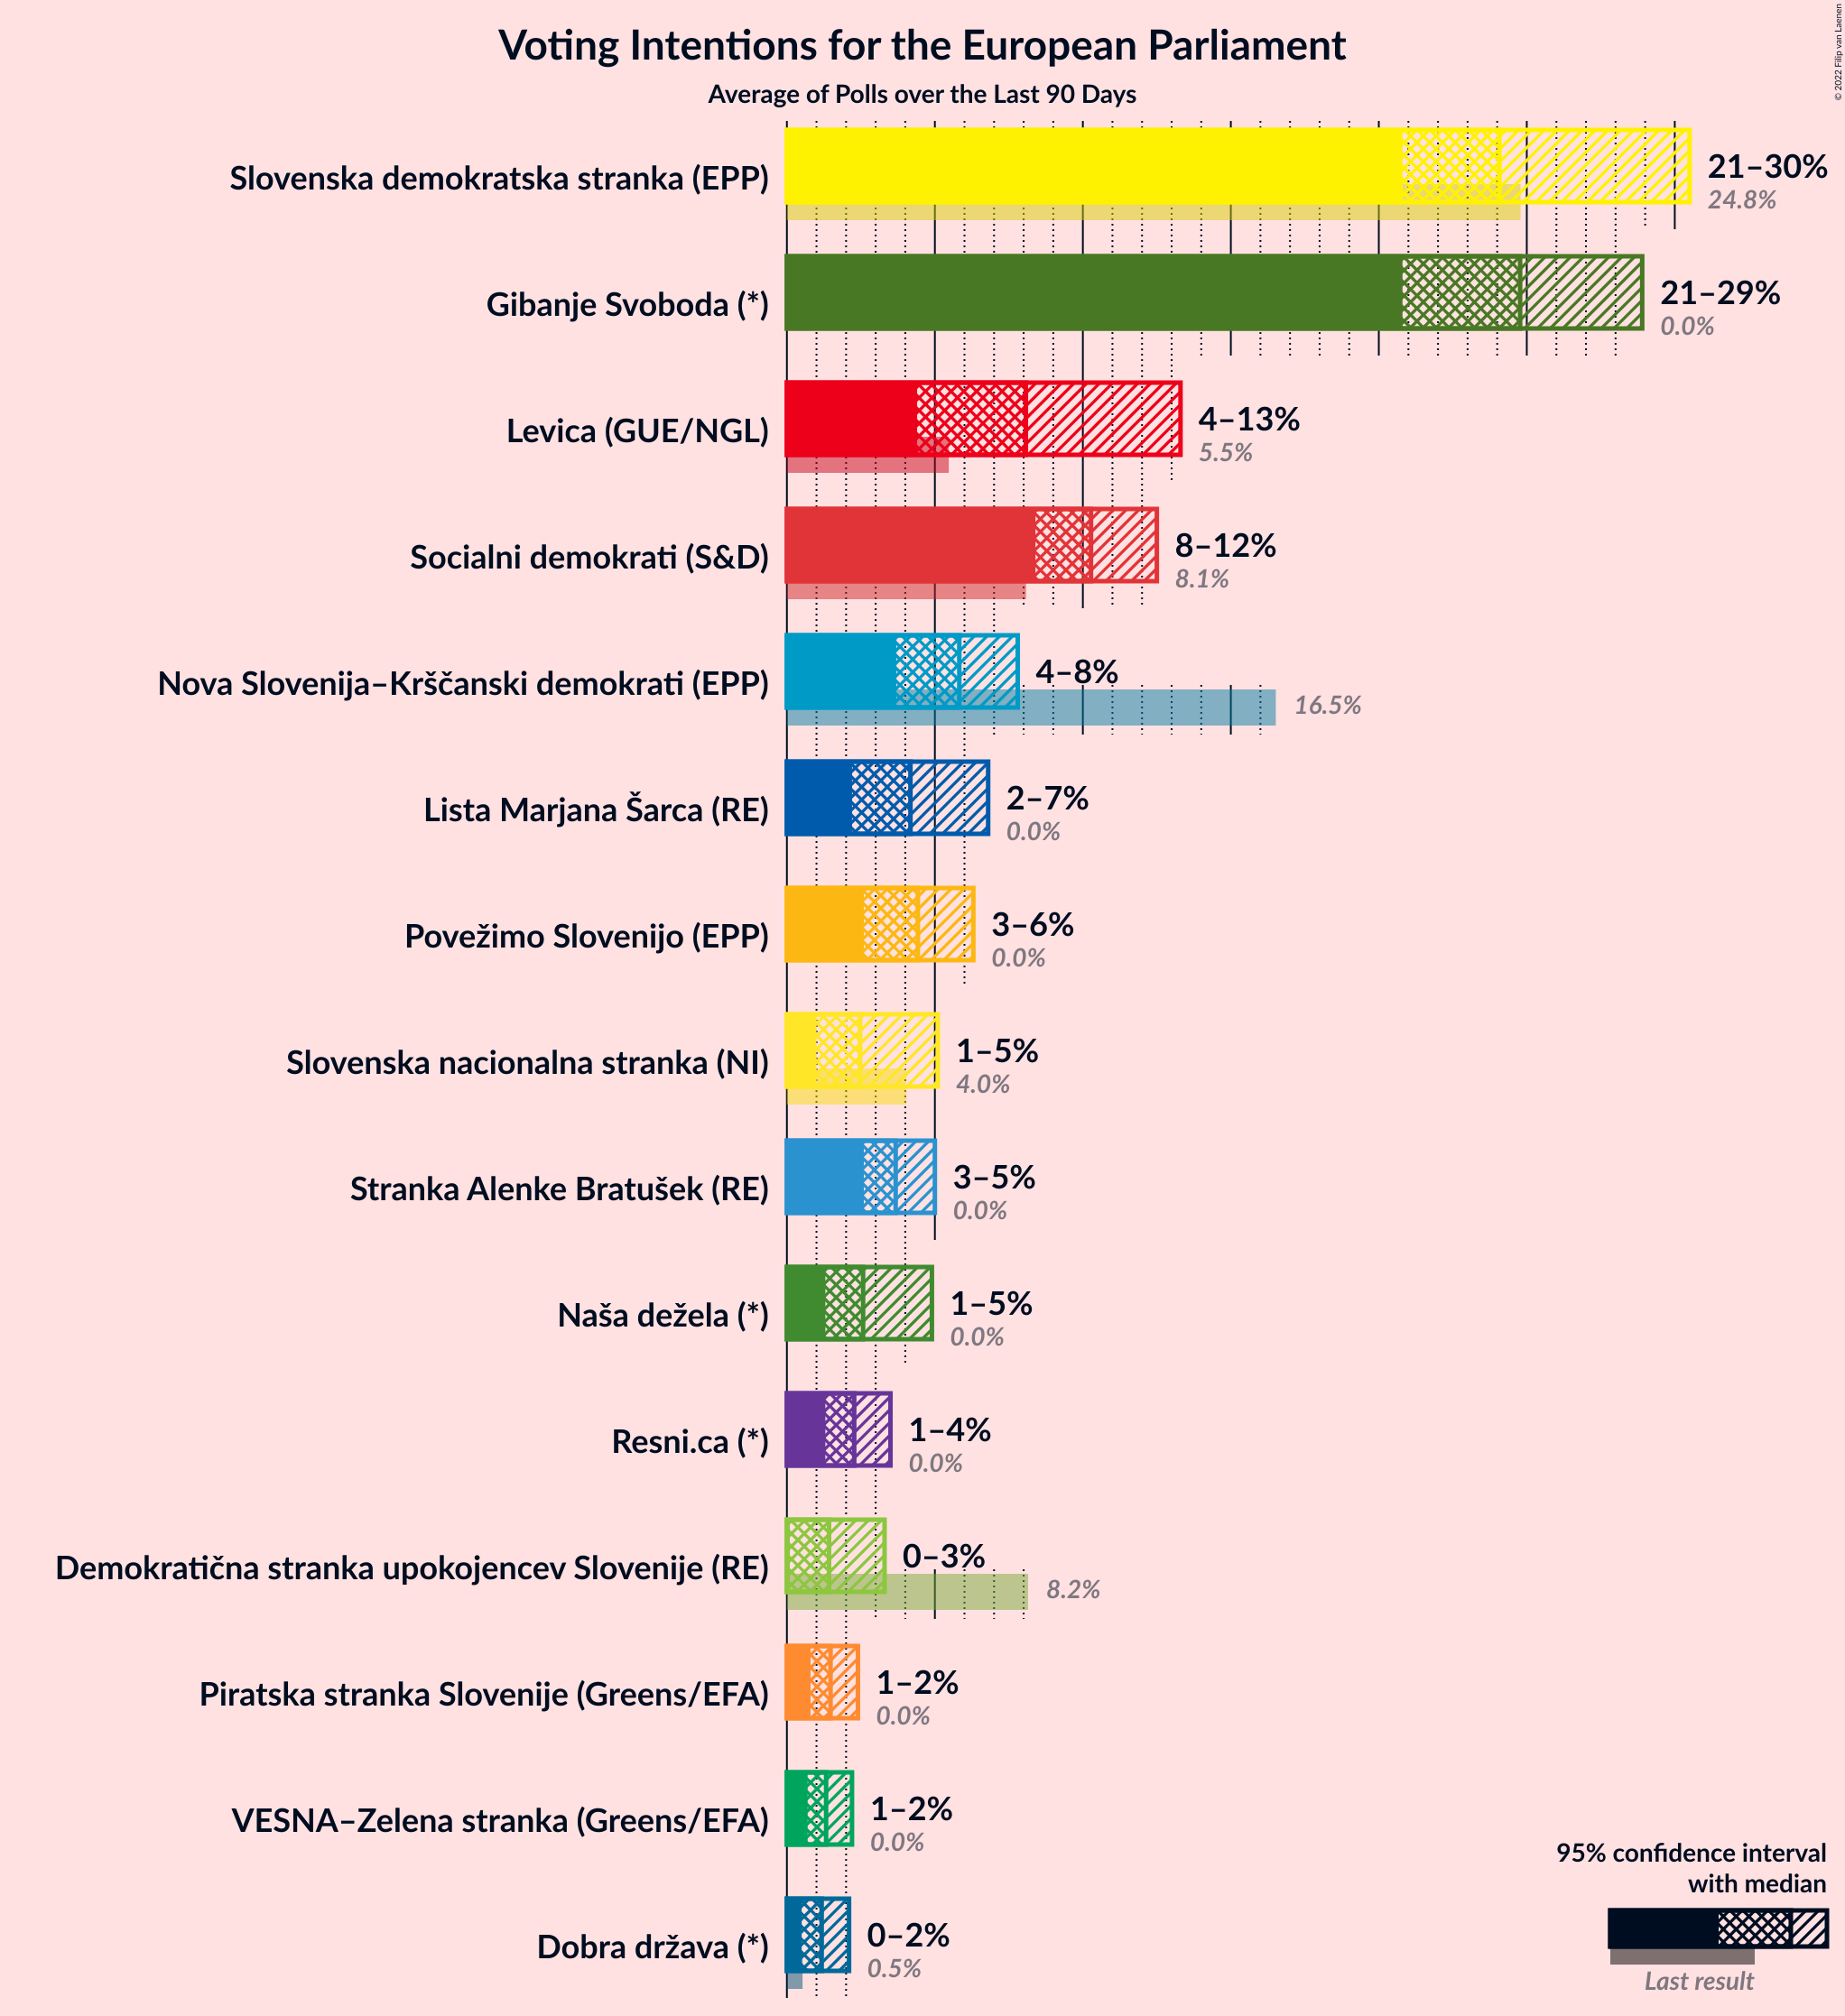 Voting Intentions for the European Parliament
Average of Polls over the Last 90 Days
© 2022 Filip van Laenen
Slovenska demokratska stranka (EPP)
21–30%
24.8%
Gibanje Svoboda (*)
21–29%
0.0%
Levica (GUE/NGL)
4–13%
5.5%
Socialni demokrati (S&D)
8–12%
8.1%
Nova Slovenija–Krščanski demokrati (EPP)
4–8%
16.5%
Lista Marjana Šarca (RE)
2–7%
0.0%
Povežimo Slovenijo (EPP)
3–6%
0.0%
Slovenska nacionalna stranka (NI)
1–5%
4.0%
Stranka Alenke Bratušek (RE)
3–5%
0.0%
Naša dežela (*)
1–5%
0.0%
Resni.ca (*)
1–4%
0.0%
Demokratična stranka upokojencev Slovenije (RE)
0–3%
8.2%
Piratska stranka Slovenije (Greens/EFA)
1–2%
0.0%
VESNA–Zelena stranka (Greens/EFA)
1–2%
0.0%
Dobra država (*)
0–2%
0.5%
95% confidence interval
with median
Last result